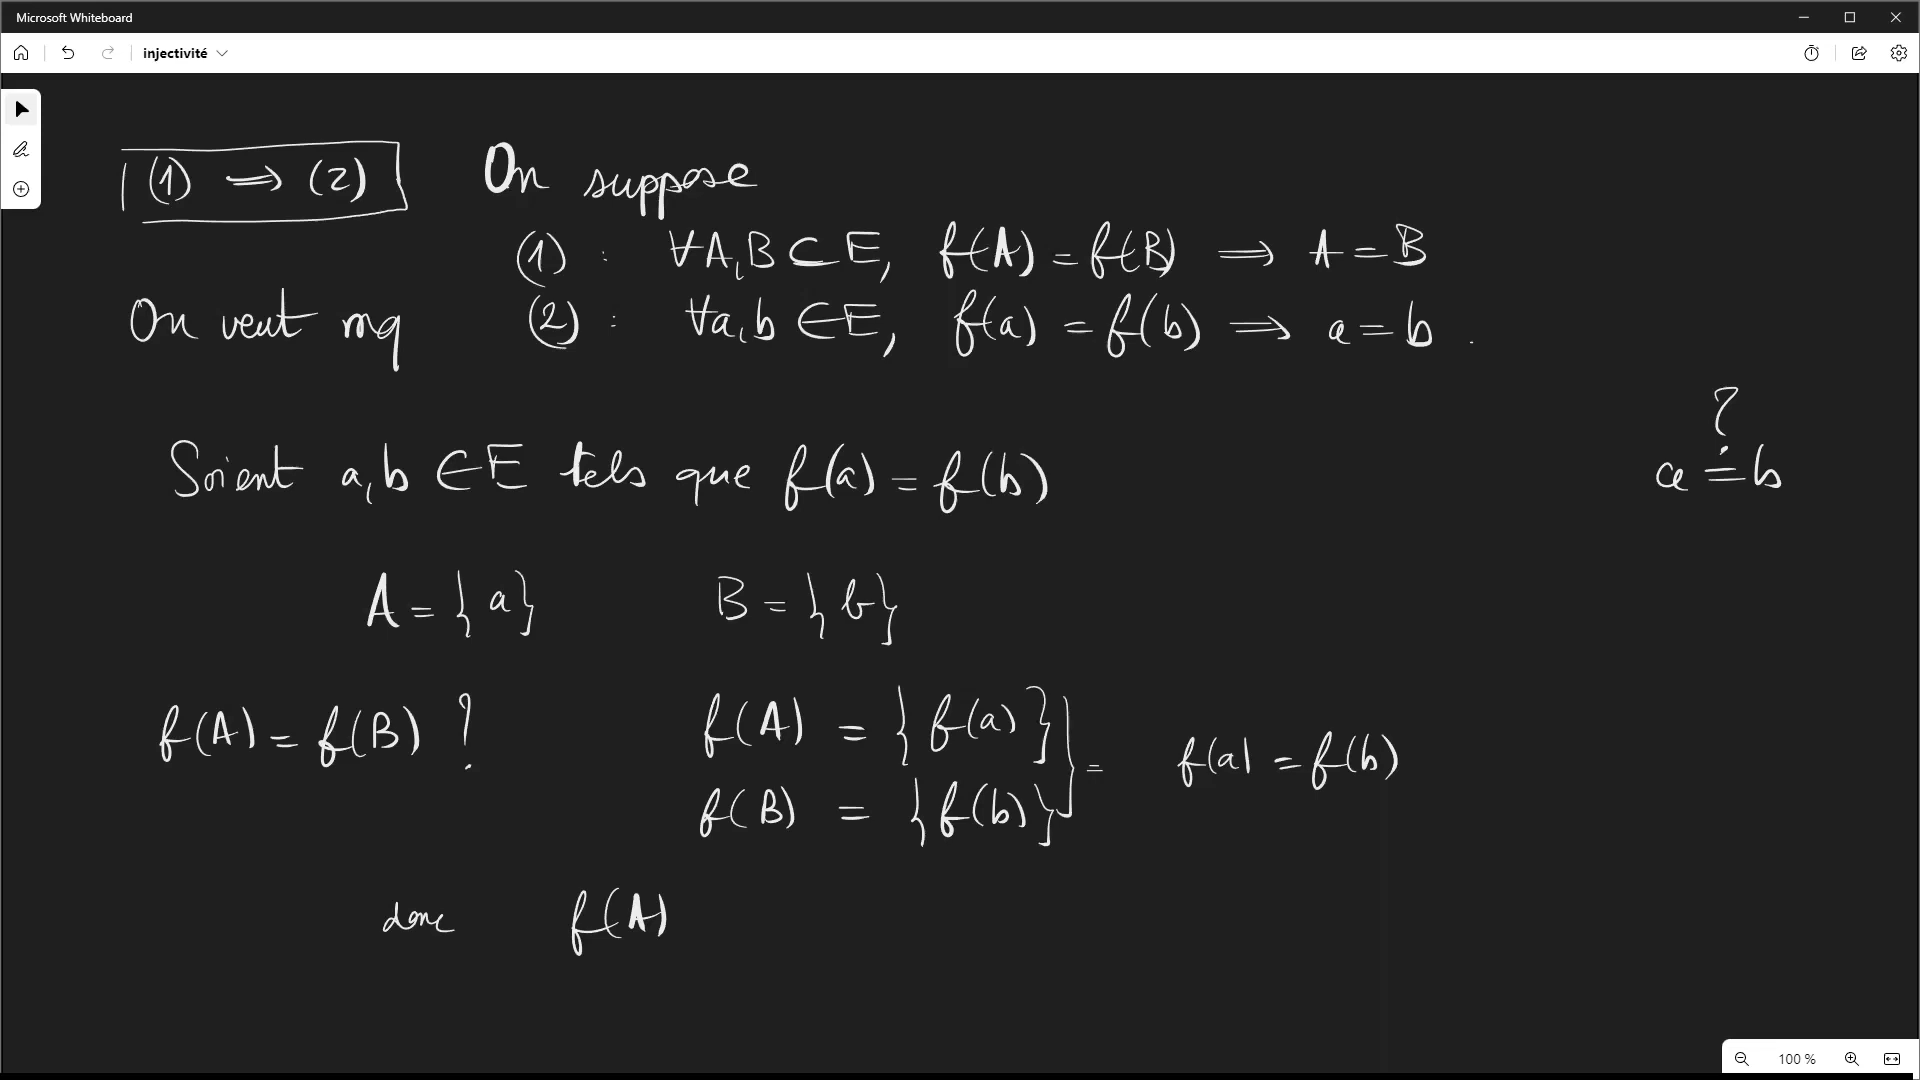 Microsoft Whiteboard
injectivité
(1) ⟹ (2) On suppose
(1) : ∀A,B ⊂ E, f(A) = f(B) ⟹ A = B
On veut mq (2) : ∀a,b ∈ E, f(a) = f(b) ⟹ a = b .
?
Soient a,b ∈ E tels que f(a) = f(b) a = b
A = {a} B = {b}
f(A) = f(B) ? f(A) = {f(a)}
} = f(a) = f(b)
f(B) = {f(b)}
donc f(A)
100 %